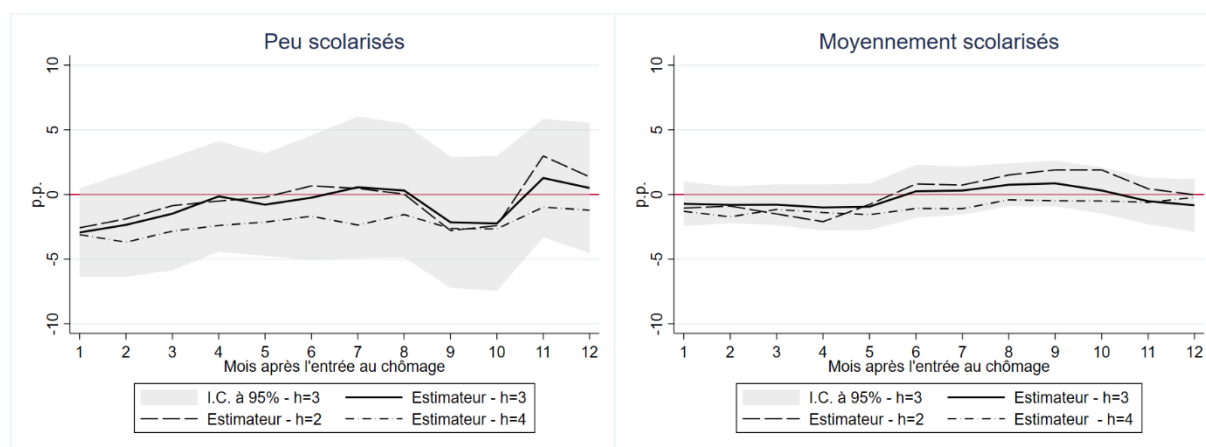 Peu scolarisés
10
5
0
-5
-10
p.p.
1 2 3 4 5 6 7 8 9 10 11 12
Mois après l'entrée au chômage
I.C. à 95% - h=3 Estimateur - h=3
Estimateur - h=2 Estimateur - h=4
Moyennement scolarisés
10
5
0
-5
-10
p.p.
1 2 3 4 5 6 7 8 9 10 11 12
Mois après l'entrée au chômage
I.C. à 95% - h=3 Estimateur - h=3
Estimateur - h=2 Estimateur - h=4